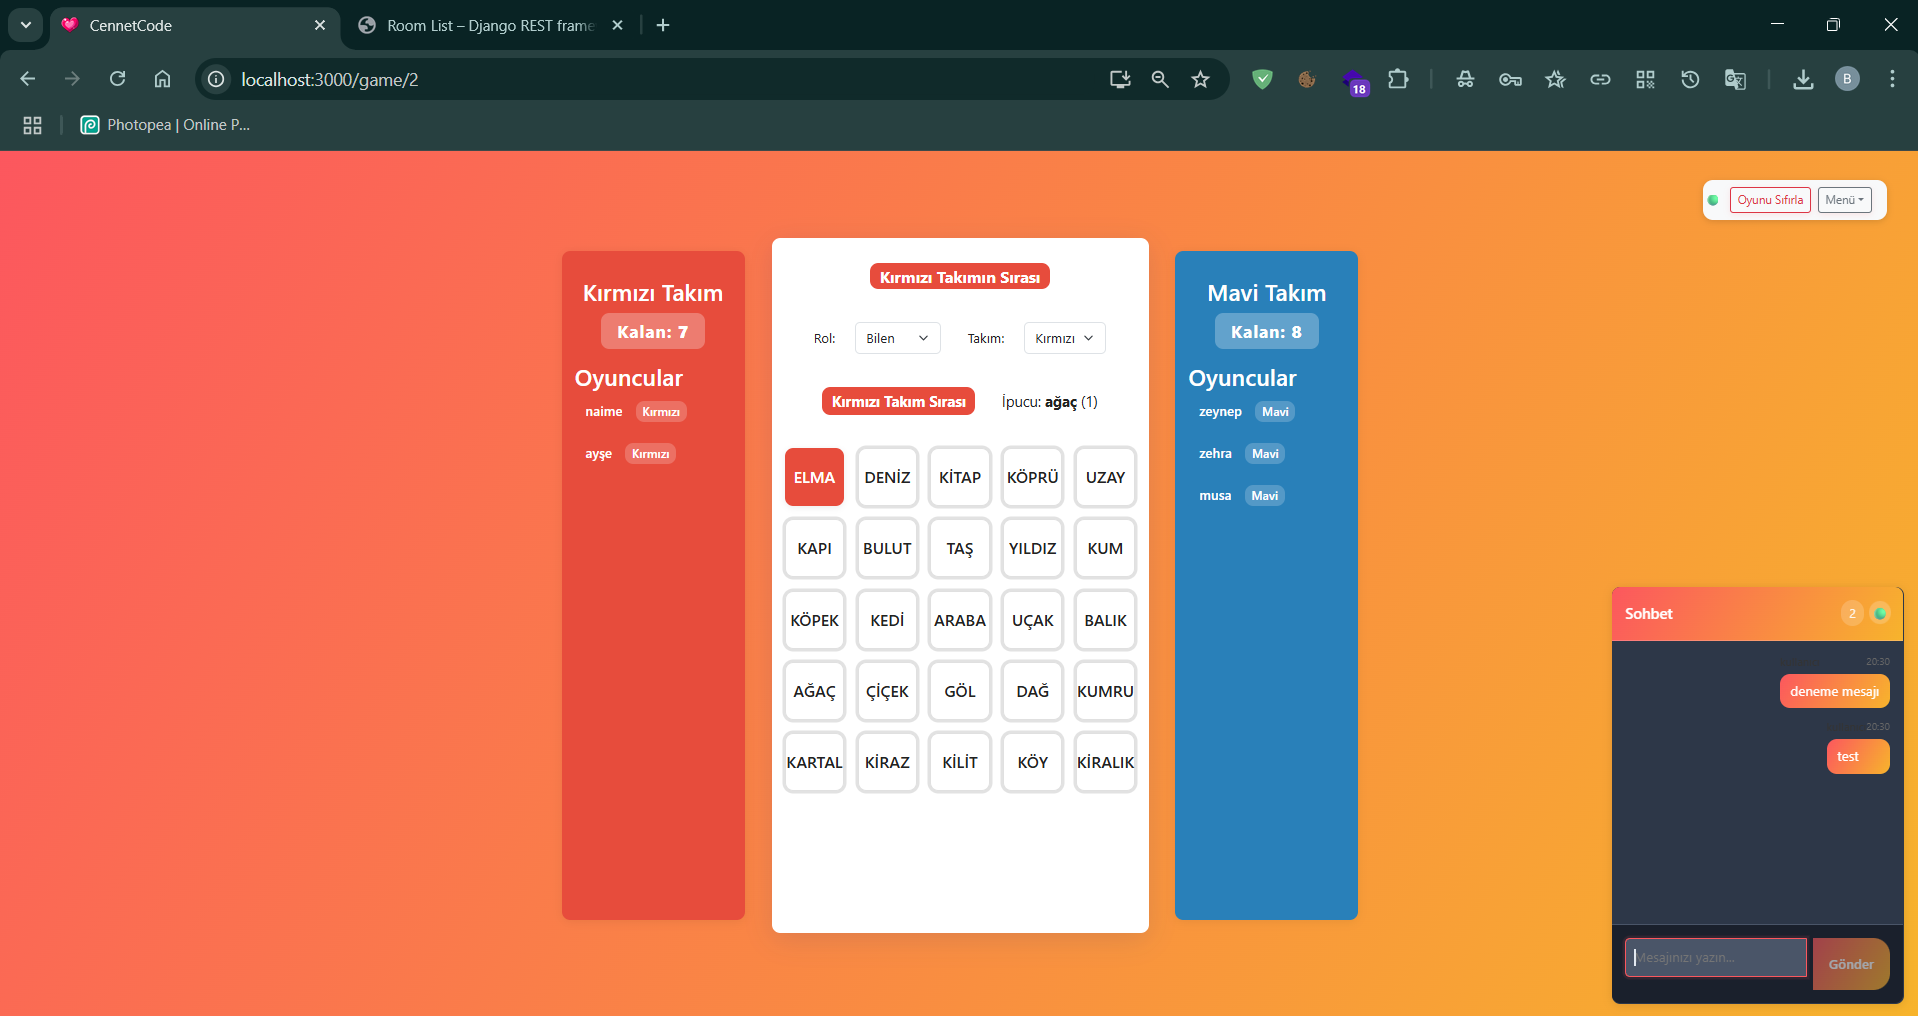 CennetCode
Room List – Django REST frame
localhost:3000/game/2
18
B
Photopea | Online P...
Oyunu Sıfırla
Menü
Kırmızı Takım
Kalan: 7
Oyuncular
naime Kırmızı
ayşe Kırmızı
Kırmızı Takımın Sırası
Rol: Bilen Takım: Kırmızı
Kırmızı Takım Sırası İpucu: ağaç (1)
ELMA DENİZ KİTAP KÖPRÜ UZAY
KAPI BULUT TAŞ YILDIZ KUM
KÖPEK KEDİ ARABA UÇAK BALIK
AĞAÇ ÇİÇEK GÖL DAĞ KUMRU
KARTAL KİRAZ KİLİT KÖY KİRALIK
Mavi Takım
Kalan: 8
Oyuncular
zeynep Mavi
zehra Mavi
musa Mavi
Sohbet 2
20:30
deneme mesajı
20:30
test
Mesajınızı yazın...
Gönder